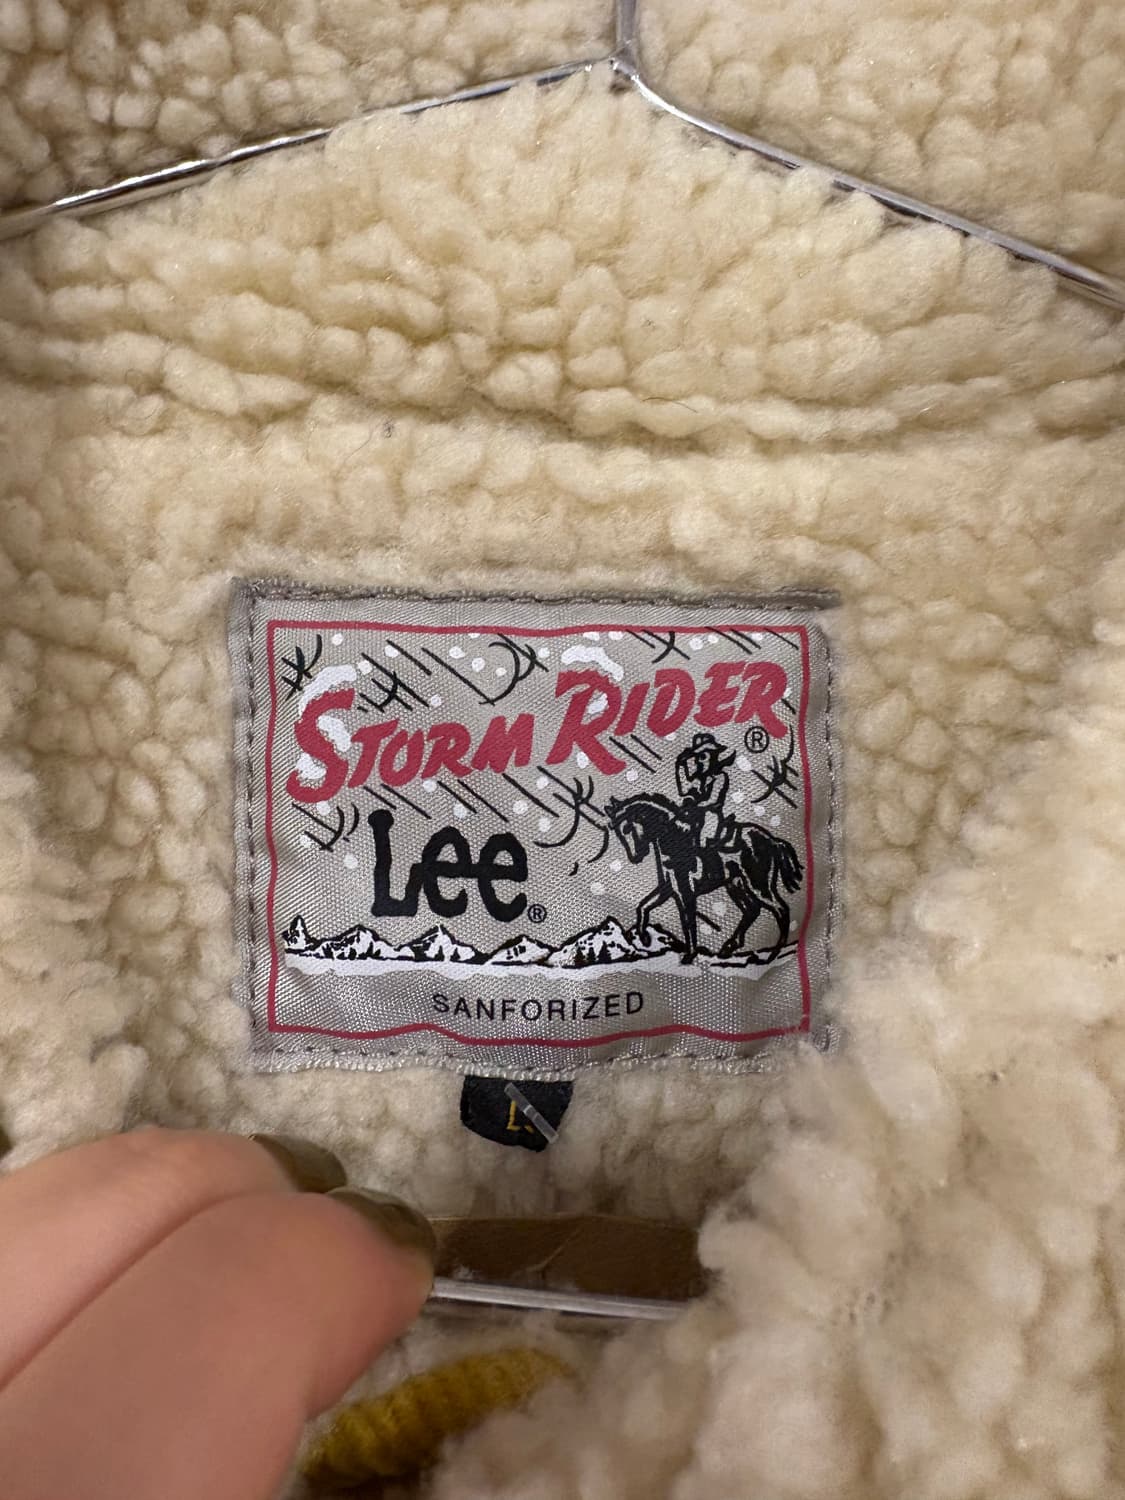 STORM RIDER®
Lee®
SANFORIZED
L